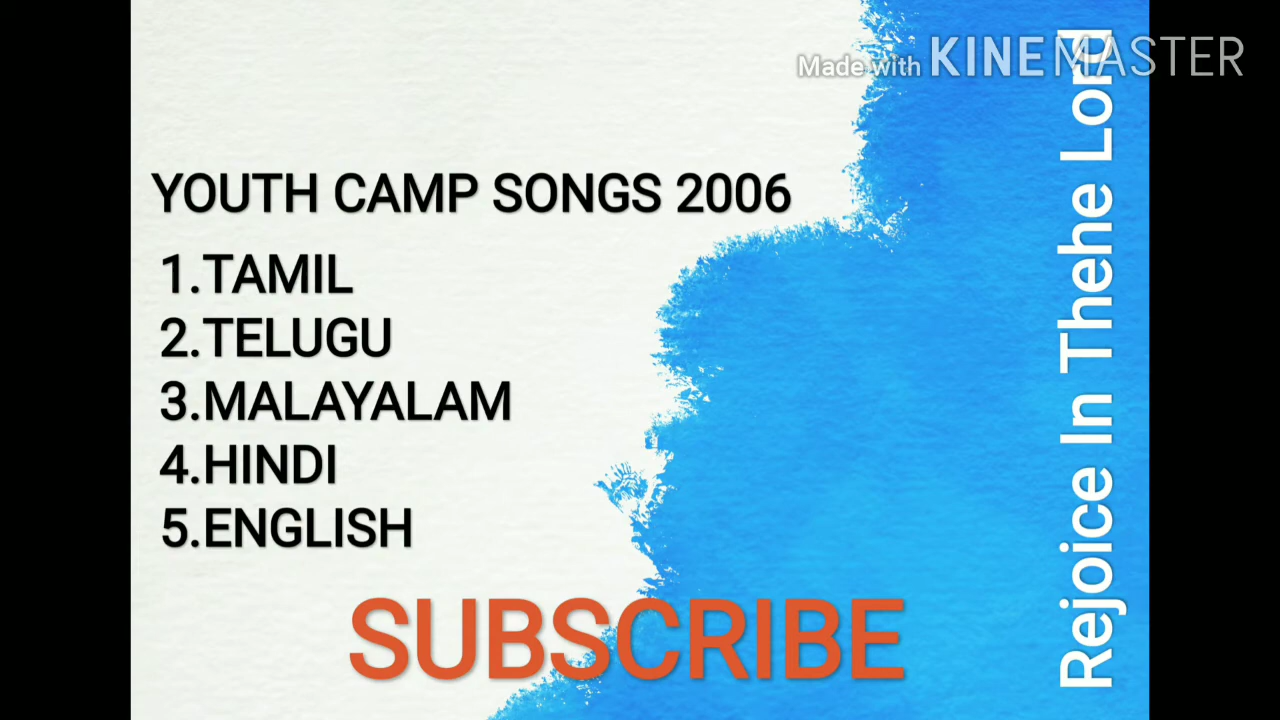 Made with KINEMASTER
YOUTH CAMP SONGS 2006
1.TAMIL
2.TELUGU
3.MALAYALAM
4.HINDI
5.ENGLISH
SUBSCRIBE
Rejoice In Thehe Lord